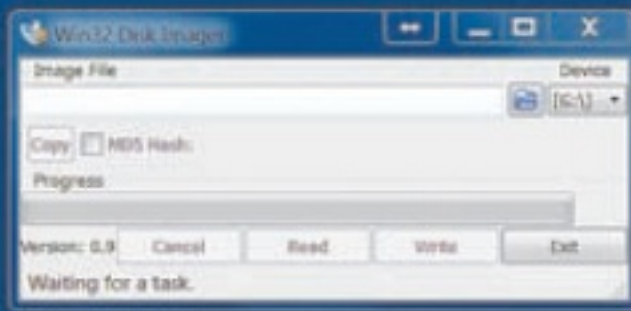 Win32 Disk Imager
Image File Device
[G:\]
Copy MD5 Hash:
Progress
Version: 0.9 Cancel Read Write Exit
Waiting for a task.